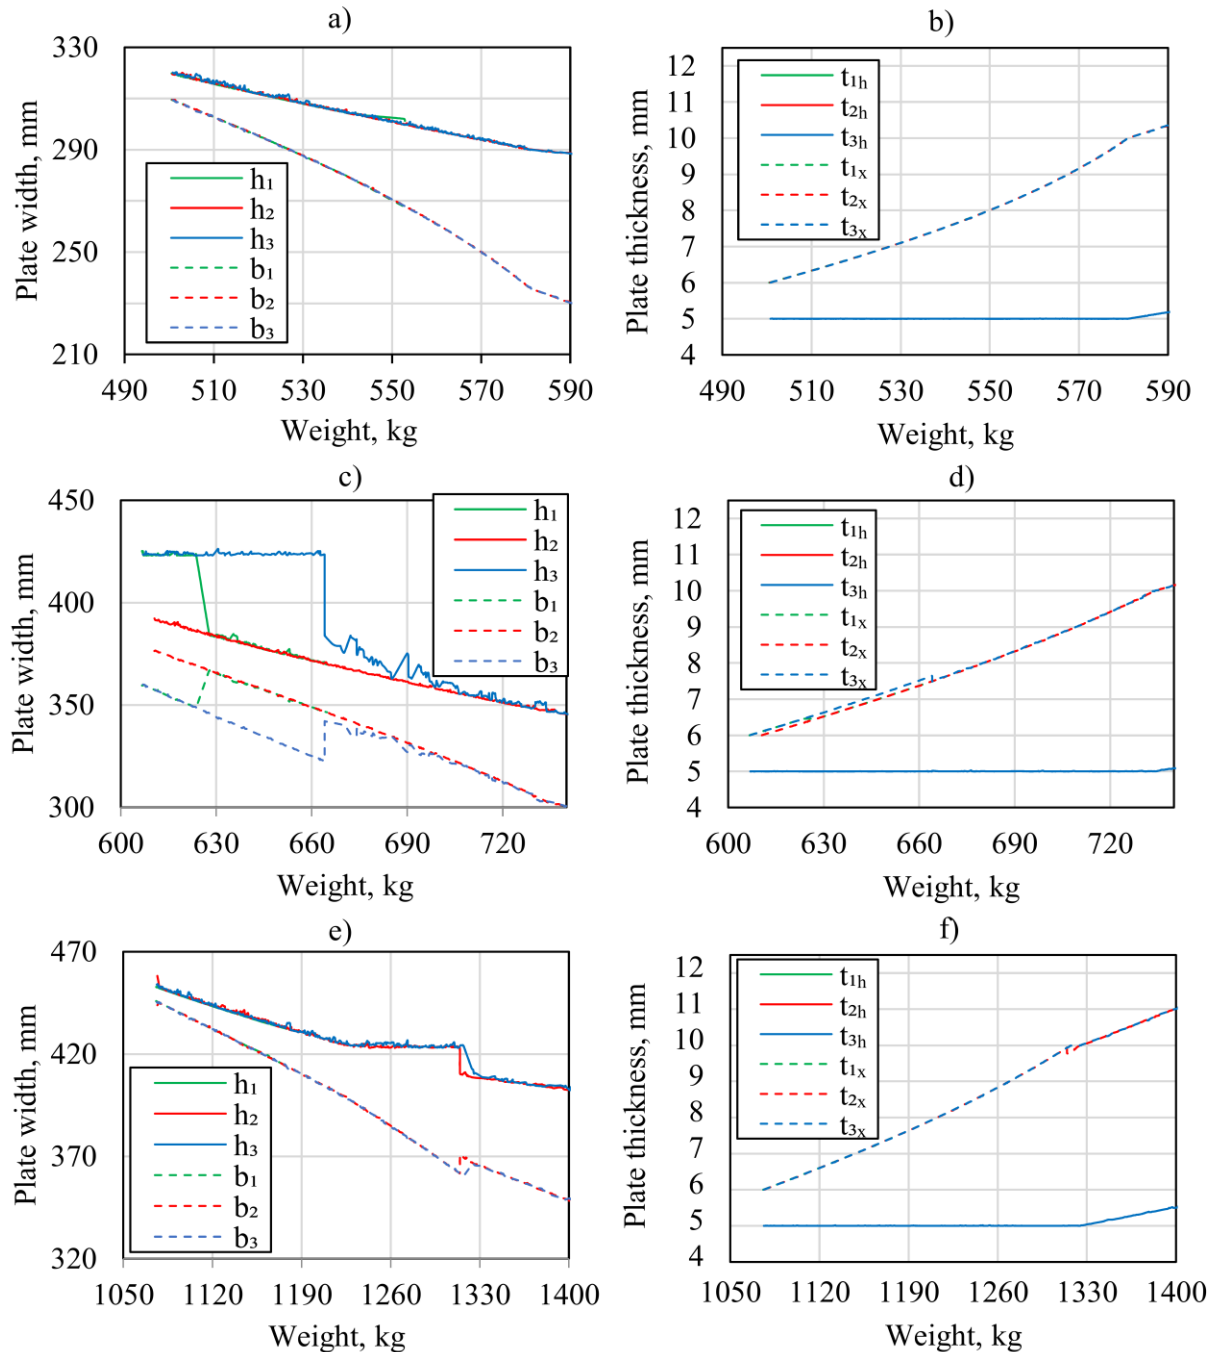 a)
330
290
250
210
490 510 530 550 570 590
Plate width, mm
Weight, kg
h₁
h₂
h₃
b₁
b₂
b₃
b)
12
11
10
9
8
7
6
5
4
490 510 530 550 570 590
Plate thickness, mm
Weight, kg
t₁ₕ
t₂ₕ
t₃ₕ
t₁ₓ
t₂ₓ
t₃ₓ
c)
450
400
350
300
600 630 660 690 720
Plate width, mm
Weight, kg
h₁
h₂
h₃
b₁
b₂
b₃
d)
12
11
10
9
8
7
6
5
4
600 630 660 690 720
Plate thickness, mm
Weight, kg
t₁ₕ
t₂ₕ
t₃ₕ
t₁ₓ
t₂ₓ
t₃ₓ
e)
470
420
370
320
1050 1120 1190 1260 1330 1400
Plate width, mm
Weight, kg
h₁
h₂
h₃
b₁
b₂
b₃
f)
12
11
10
9
8
7
6
5
4
1050 1120 1190 1260 1330 1400
Plate thickness, mm
Weight, kg
t₁ₕ
t₂ₕ
t₃ₕ
t₁ₓ
t₂ₓ
t₃ₓ